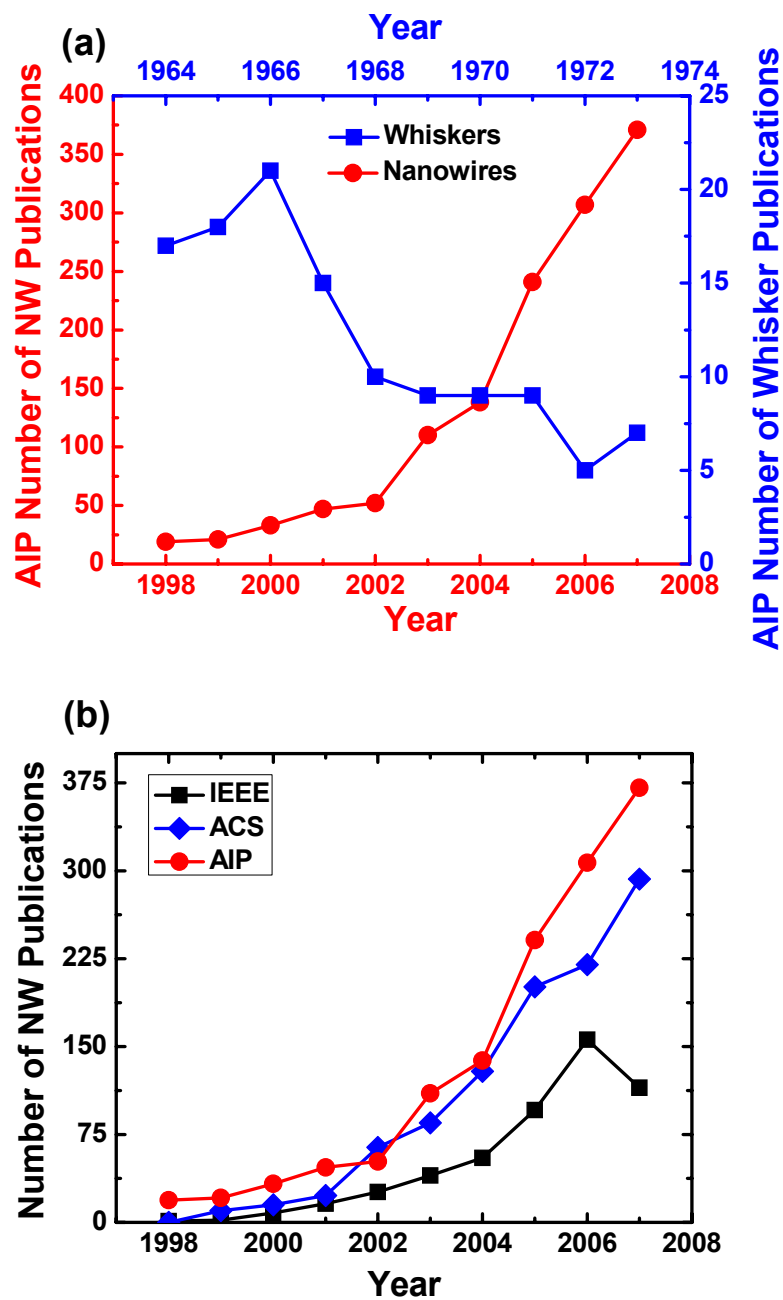 (a)
Year
1964 1966 1968 1970 1972 1974
AIP Number of NW Publications
400
350
300
250
200
150
100
50
0
Whiskers
Nanowires
25
20
15
10
5
0
AIP Number of Whisker Publications
1998 2000 2002 2004 2006 2008
Year
(b)
Number of NW Publications
375
300
225
150
75
0
IEEE
ACS
AIP
1998 2000 2002 2004 2006 2008
Year